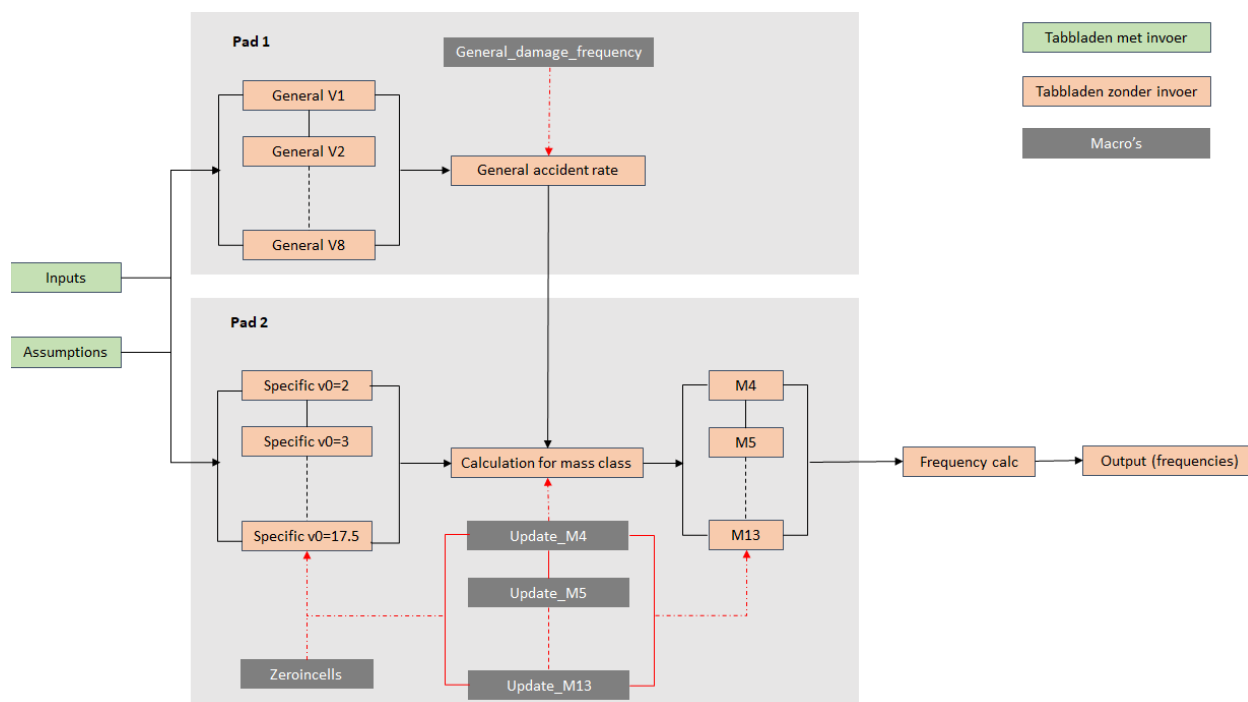 Pad 1
General_damage_frequency
General V1
General V2
General V8
General accident rate
Tabbladen met invoer
Tabbladen zonder invoer
Macro's
Inputs
Assumptions
Pad 2
Specific v0=2
Specific v0=3
Specific v0=17.5
Calculation for mass class
Update_M4
Update_M5
Update_M13
Zeroincells
M4
M5
M13
Frequency calc
Output (frequencies)